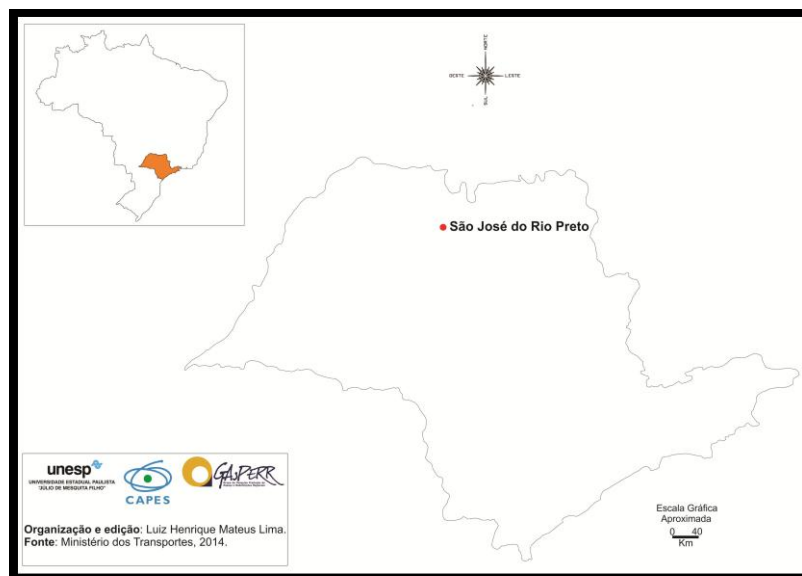 NORTE
OESTE LESTE
SUL
São José do Rio Preto
unesp
UNIVERSIDADE ESTADUAL PAULISTA
"JÚLIO DE MESQUITA FILHO"
CAPES
GAsPERR
Organização e edição: Luiz Henrique Mateus Lima.
Fonte: Ministério dos Transportes, 2014.
Escala Gráfica
Aproximada
0 40
Km